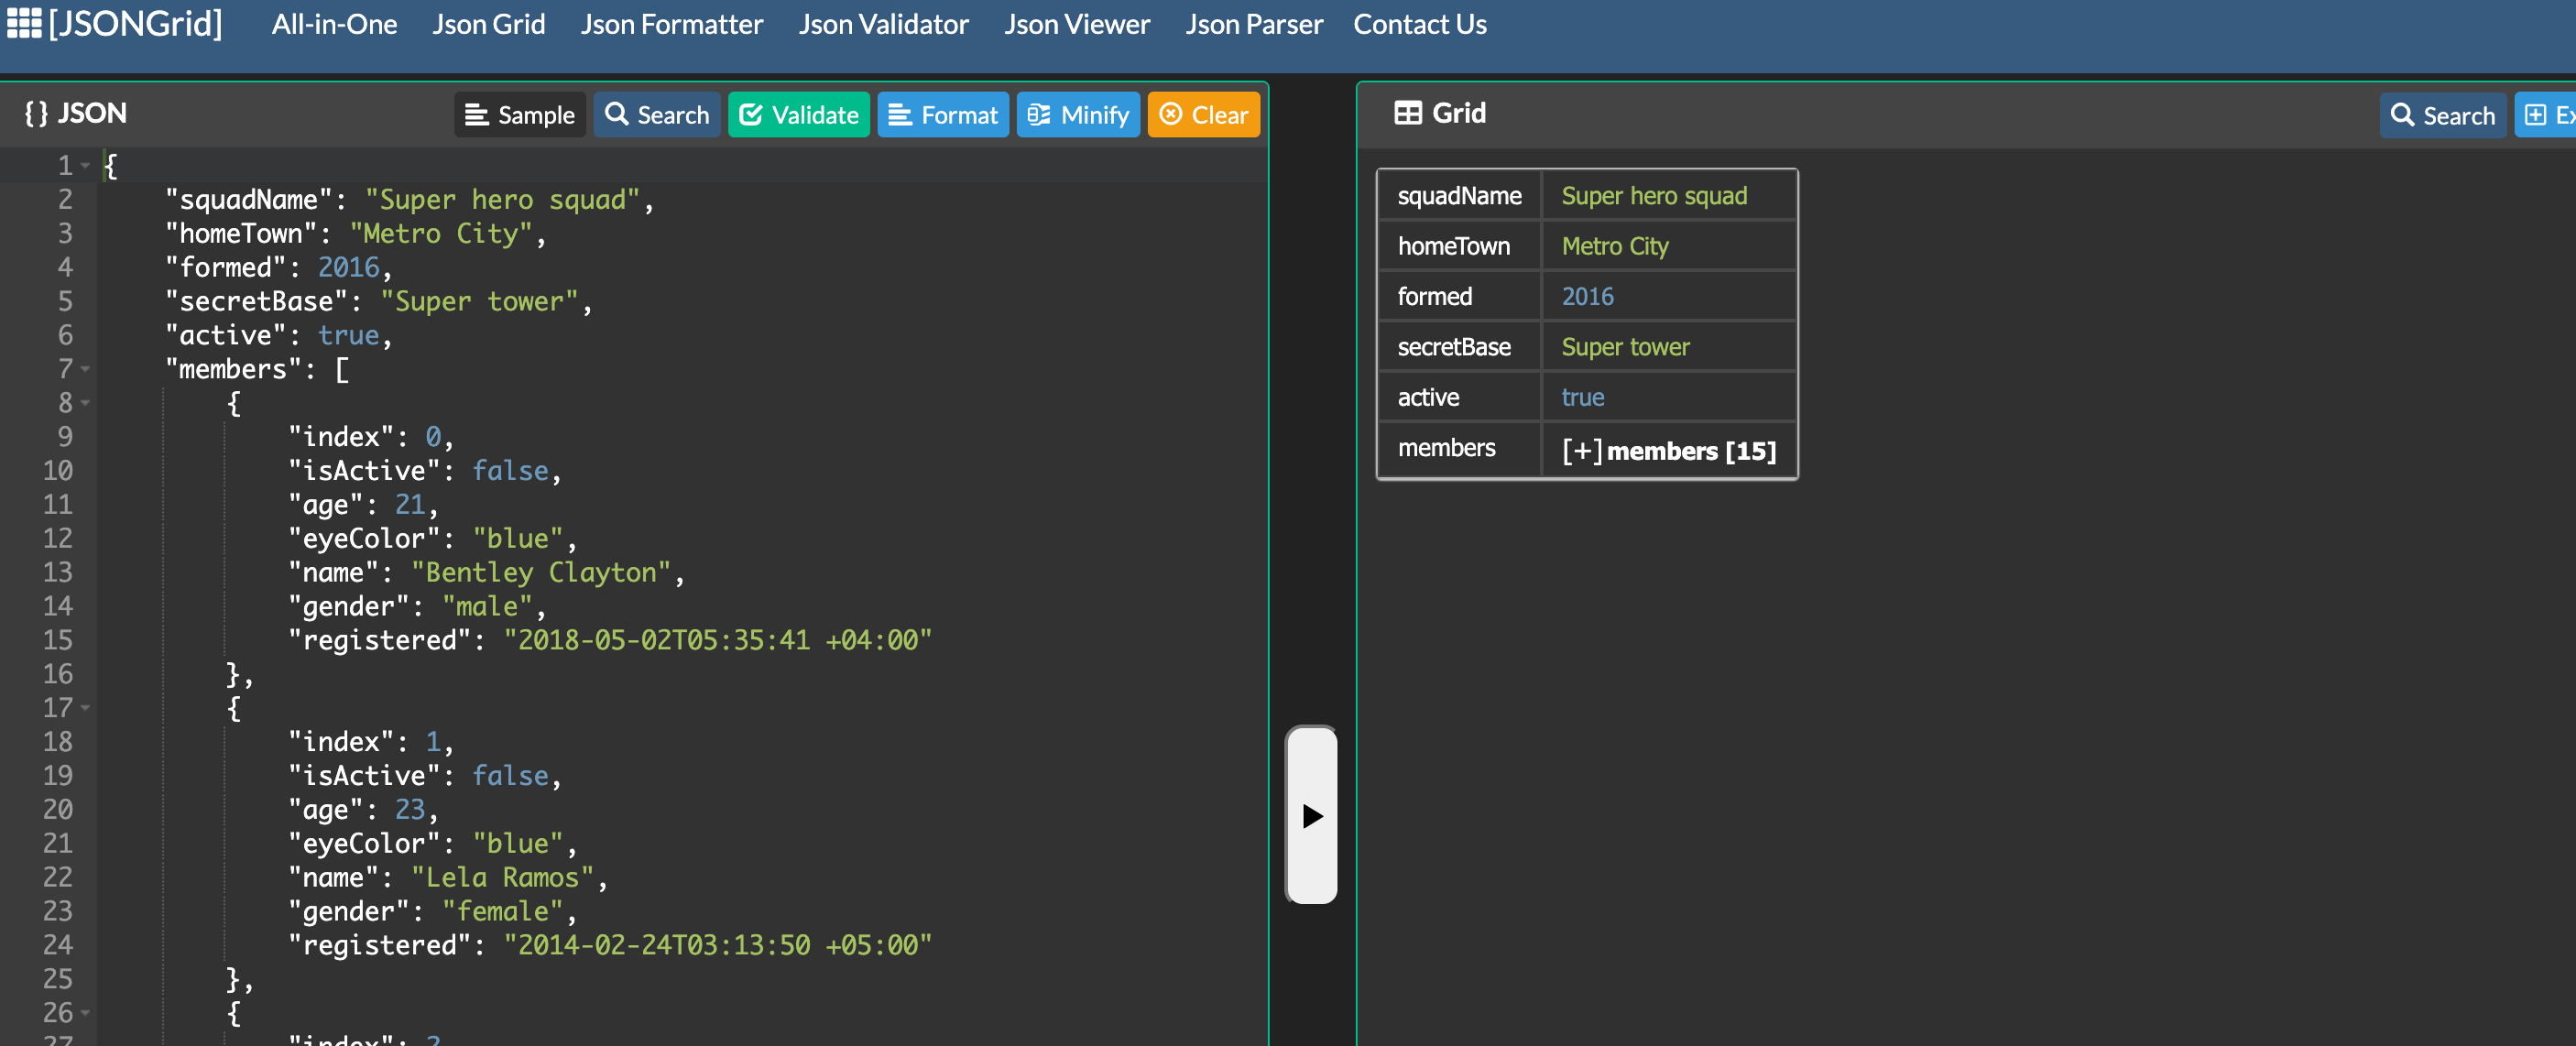 [JSONGrid] All-in-One Json Grid Json Formatter Json Validator Json Viewer Json Parser Contact Us
{ } JSON Sample Search Validate Format Minify Clear
1 {
2 "squadName": "Super hero squad",
3 "homeTown": "Metro City",
4 "formed": 2016,
5 "secretBase": "Super tower",
6 "active": true,
7 "members": [
8 {
9 "index": 0,
10 "isActive": false,
11 "age": 21,
12 "eyeColor": "blue",
13 "name": "Bentley Clayton",
14 "gender": "male",
15 "registered": "2018-05-02T05:35:41 +04:00"
16 },
17 {
18 "index": 1,
19 "isActive": false,
20 "age": 23,
21 "eyeColor": "blue",
22 "name": "Lela Ramos",
23 "gender": "female",
24 "registered": "2014-02-24T03:13:50 +05:00"
25 },
26 {
27 "index": 2
Grid Search Ex
squadName Super hero squad
homeTown Metro City
formed 2016
secretBase Super tower
active true
members [+] members [15]